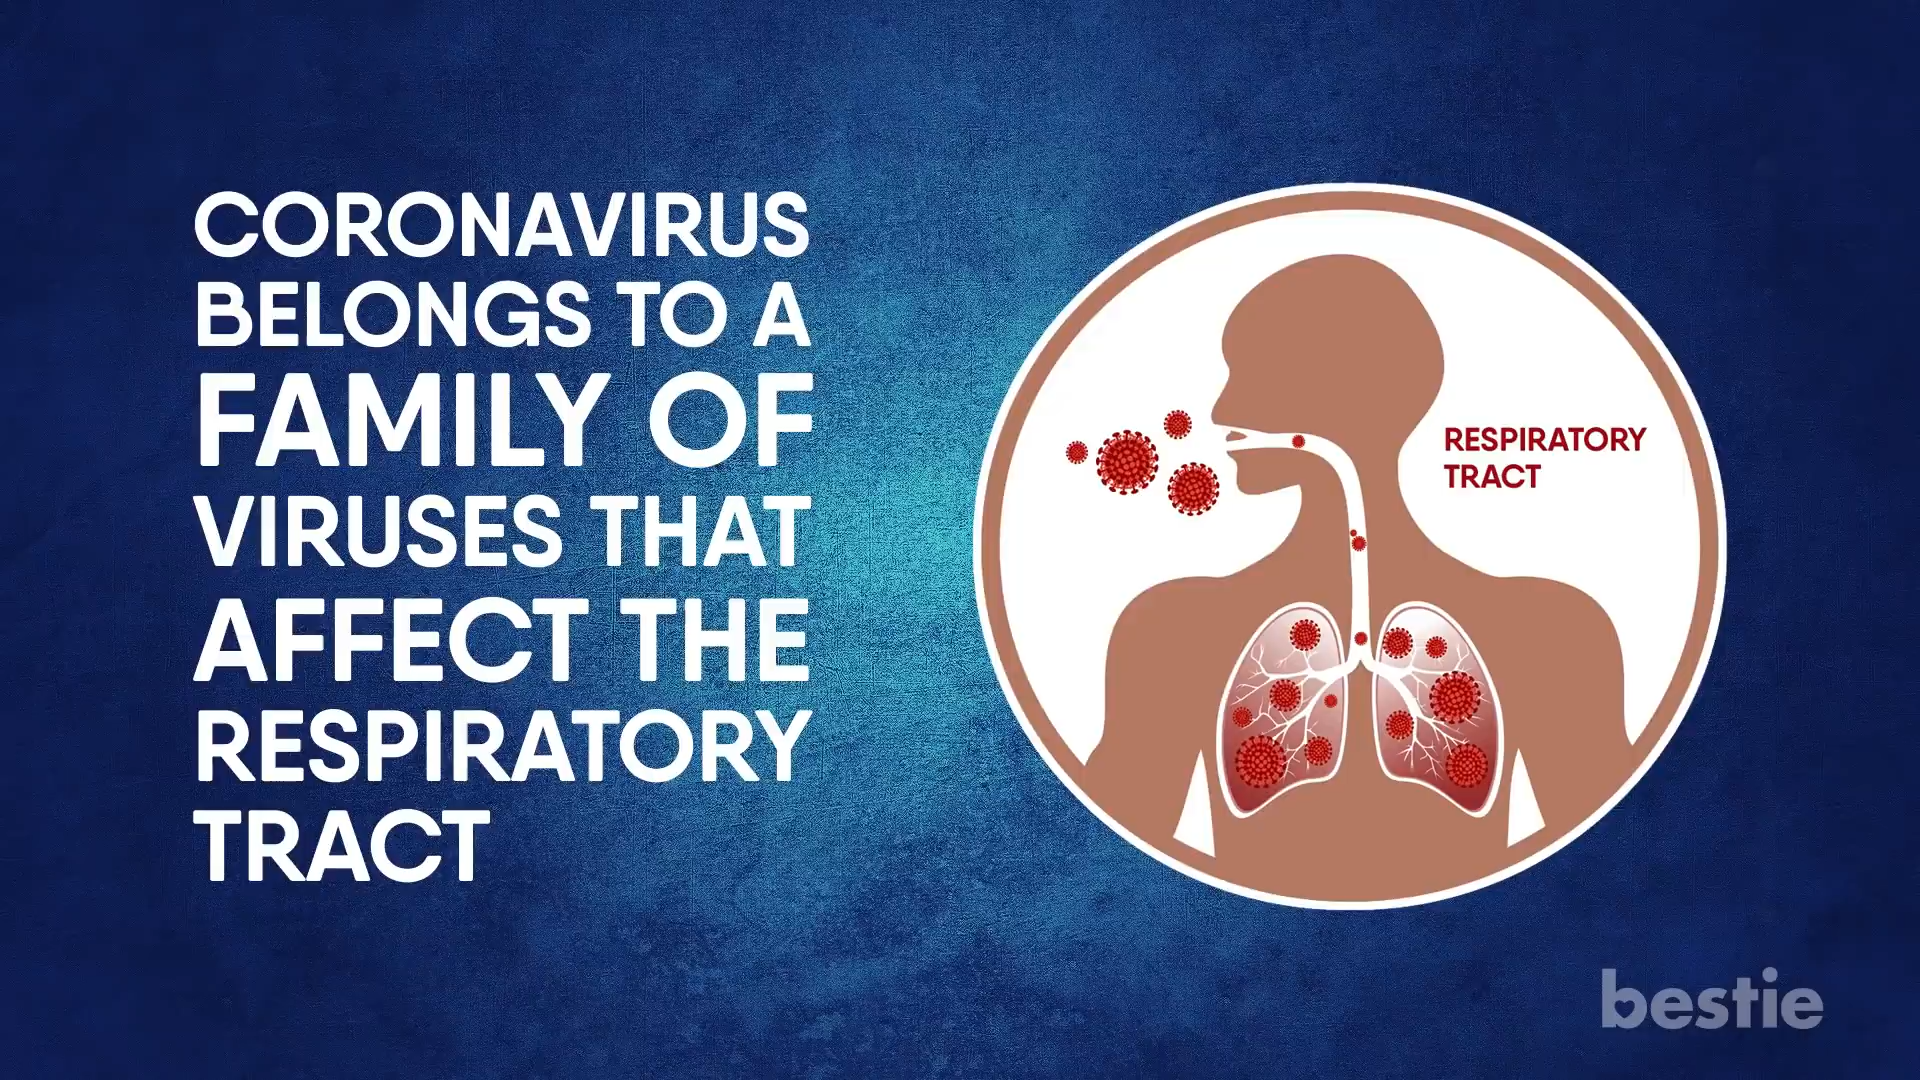 CORONAVIRUS
BELONGS TO A
FAMILY OF
VIRUSES THAT
AFFECT THE
RESPIRATORY
TRACT
RESPIRATORY
TRACT
bestie